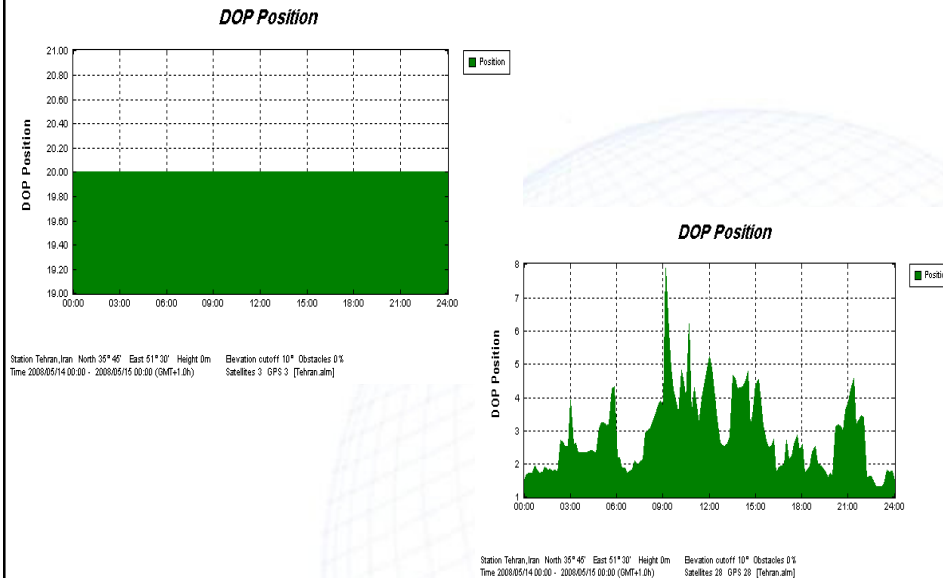 DOP Position
21.00
20.80
20.60
20.40
20.20
20.00
19.80
19.60
19.40
19.20
19.00
DOP Position
00:00 03:00 06:00 09:00 12:00 15:00 18:00 21:00 24:00
Position
Station Tehran,Iran North 35° 45' East 51° 30' Height 0m Elevation cutoff 10° Obstacles 0%
Time 2008/05/14 00:00 - 2008/05/15 00:00 (GMT+1.0h) Satellites 3 GPS 3 [Tehran.alm]
DOP Position
8
7
6
5
4
3
2
1
DOP Position
00:00 03:00 06:00 09:00 12:00 15:00 18:00 21:00 24:00
Positi
Station Tehran,Iran North 35° 45' East 51° 30' Height 0m Elevation cutoff 10° Obstacles 0%
Time 2008/05/14 00:00 - 2008/05/15 00:00 (GMT+1.0h) Satellites 28 GPS 28 [Tehran.alm]